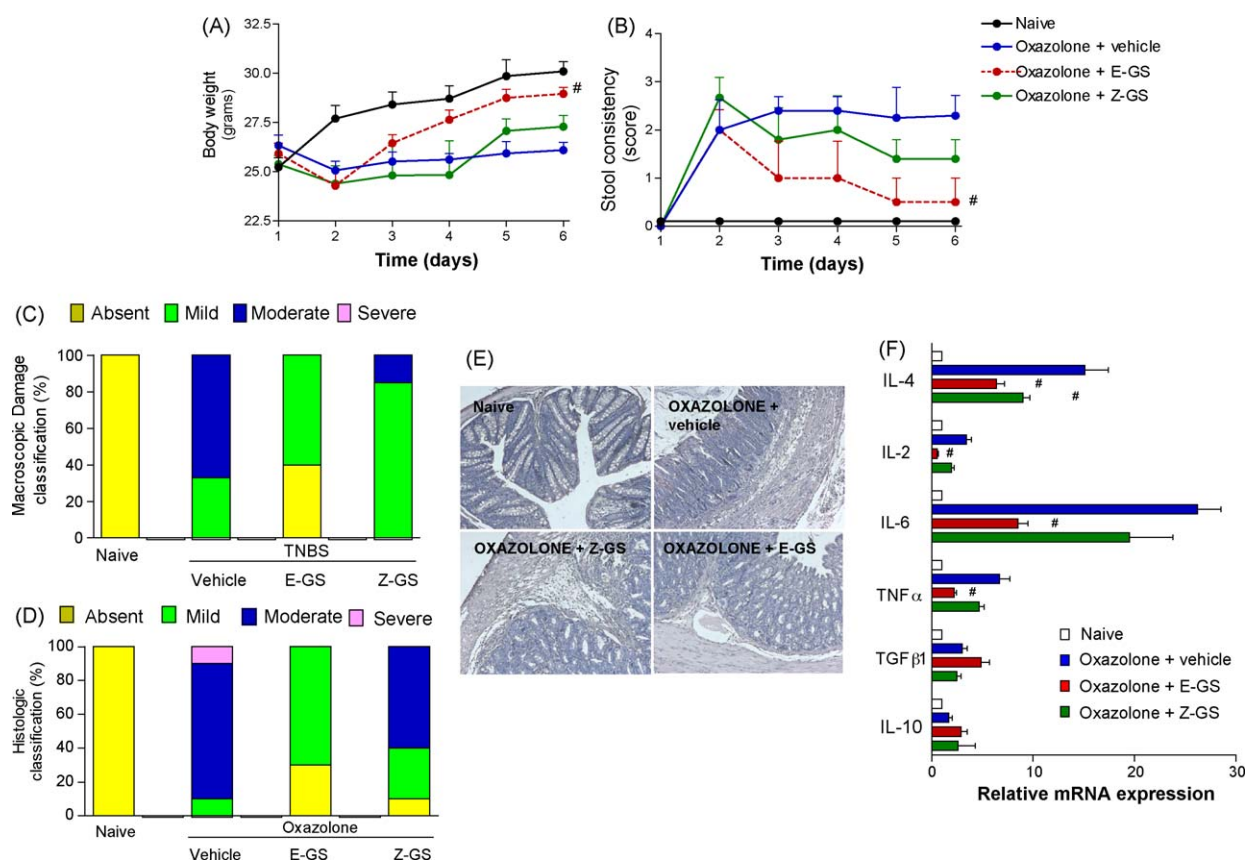 (A)
32.5
30.0
27.5
25.0
22.5
Body weight
(grams)
#
1 2 3 4 5 6
Time (days)
(B)
4
3
2
1
0
Stool consistency
(score)
#
1 2 3 4 5 6
Time (days)
Naive
Oxazolone + vehicle
Oxazolone + E-GS
Oxazolone + Z-GS
(C)
Absent Mild Moderate Severe
100
80
60
40
20
0
Macroscopic Damage
classification (%)
Naive
TNBS
Vehicle E-GS Z-GS
(D)
Absent Mild Moderate Severe
100
80
60
40
20
0
Histologic
classification (%)
Naive
Oxazolone
Vehicle E-GS Z-GS
(E)
Naive
OXAZOLONE +
vehicle
OXAZOLONE + Z-GS
OXAZOLONE + E-GS
(F)
IL-4
#
#
IL-2
#
IL-6
#
TNFα
#
TGFβ1
IL-10
Naive
Oxazolone + vehicle
Oxazolone + E-GS
Oxazolone + Z-GS
0 10 20 30
Relative mRNA expression